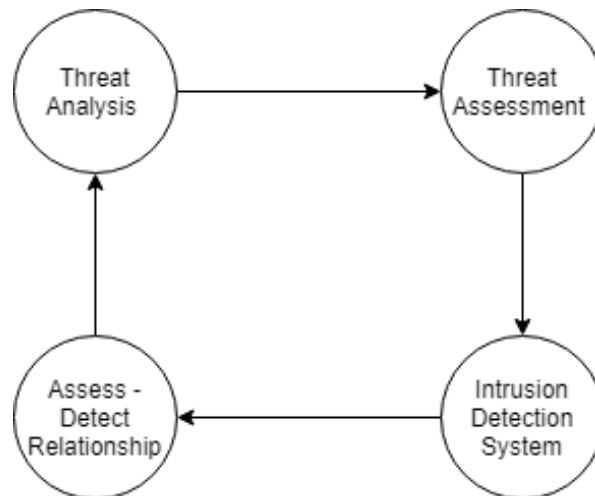 Threat
Analysis
Threat
Assessment
Assess -
Detect
Relationship
Intrusion
Detection
System